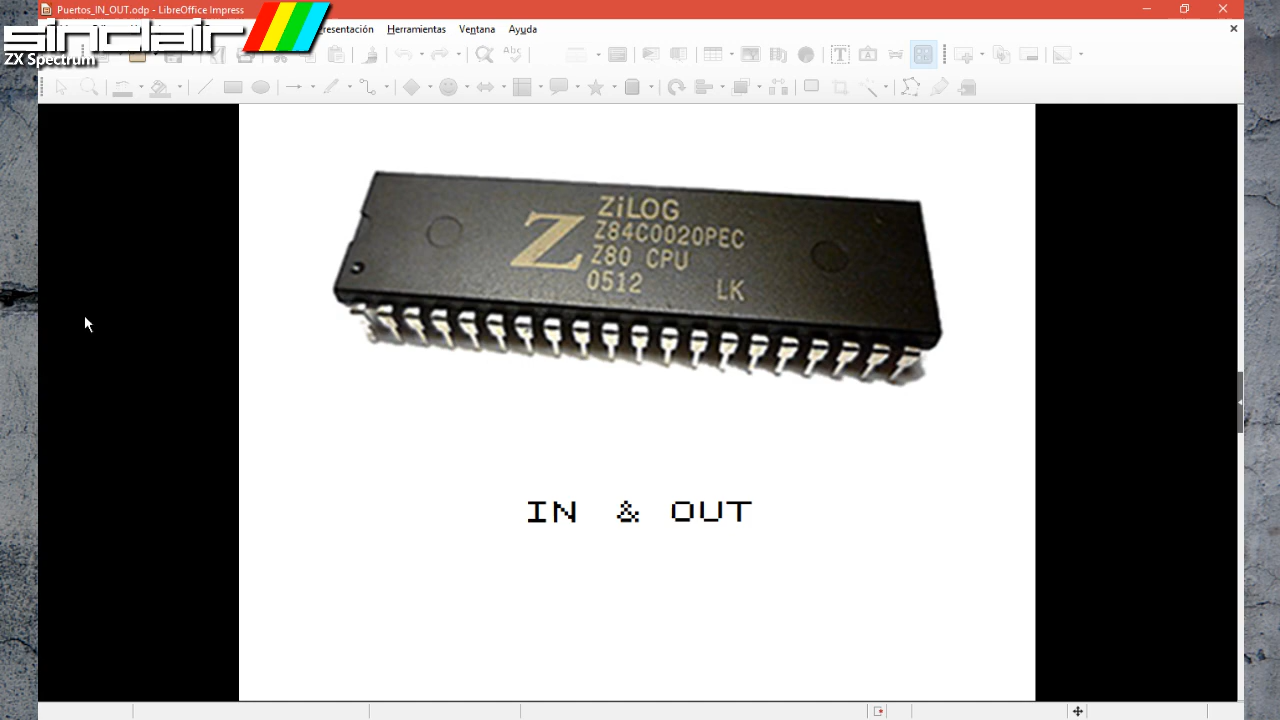 Puertos_IN_OUT.odp - LibreOffice Impress
sinclair
ZX Spectrum
resentación Herramientas Ventana Ayuda
Abc
ZiLOG
Z84C0020PEC
Z80 CPU
0512 LK
Z
IN & OUT